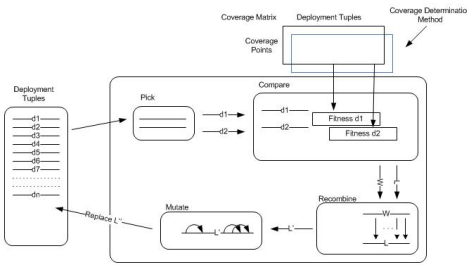 Coverage Matrix
Deployment Tuples
Coverage Determinatio
Method
Coverage
Points
Deployment
Tuples
d1
d2
d3
d4
d5
d6
d7
dn
Pick
d1
d2
Compare
d1
d2
Fitness d1
Fitness d2
W
L
Recombine
W
L
L'
Mutate
L'
Replace L''